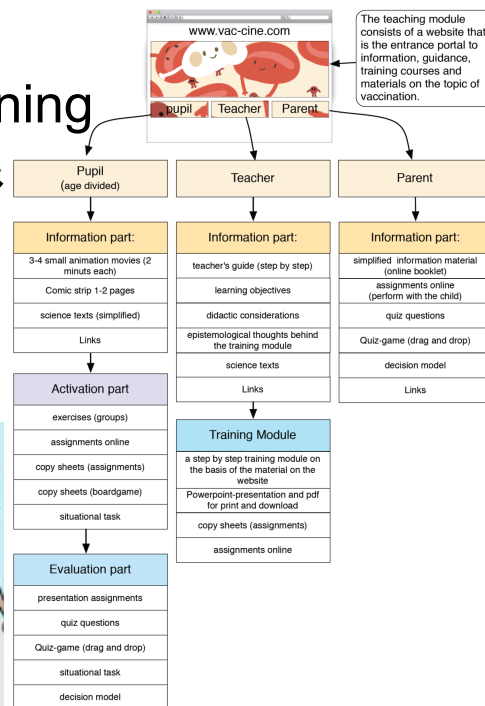 www.vac-cine.com
pupil
Teacher
Parent
The teaching module
consists of a website that
is the entrance portal to
information, guidance,
training courses and
materials on the topic of
vaccination.
ning
Pupil
(age divided)
Information part:
3-4 small animation movies (2
minuts each)
Comic strip 1-2 pages
science texts (simplified)
Links
Activation part
exercises (groups)
assignments online
copy sheets (assignments)
copy sheets (boardgame)
situational task
Evaluation part
presentation assignments
quiz questions
Quiz-game (drag and drop)
situational task
decision model
Teacher
Information part:
teacher's guide (step by step)
learning objectives
didactic considerations
epistemological thoughts behind
the training module
science texts
Links
Training Module
a step by step training module on
the basis of the material on the
website
Powerpoint-presentation and pdf
for print and download
copy sheets (assignments)
assignments online
Parent
Information part:
simplified information material
(online booklet)
assignments online
(perform with the child)
quiz questions
Quiz-game (drag and drop)
decision model
Links